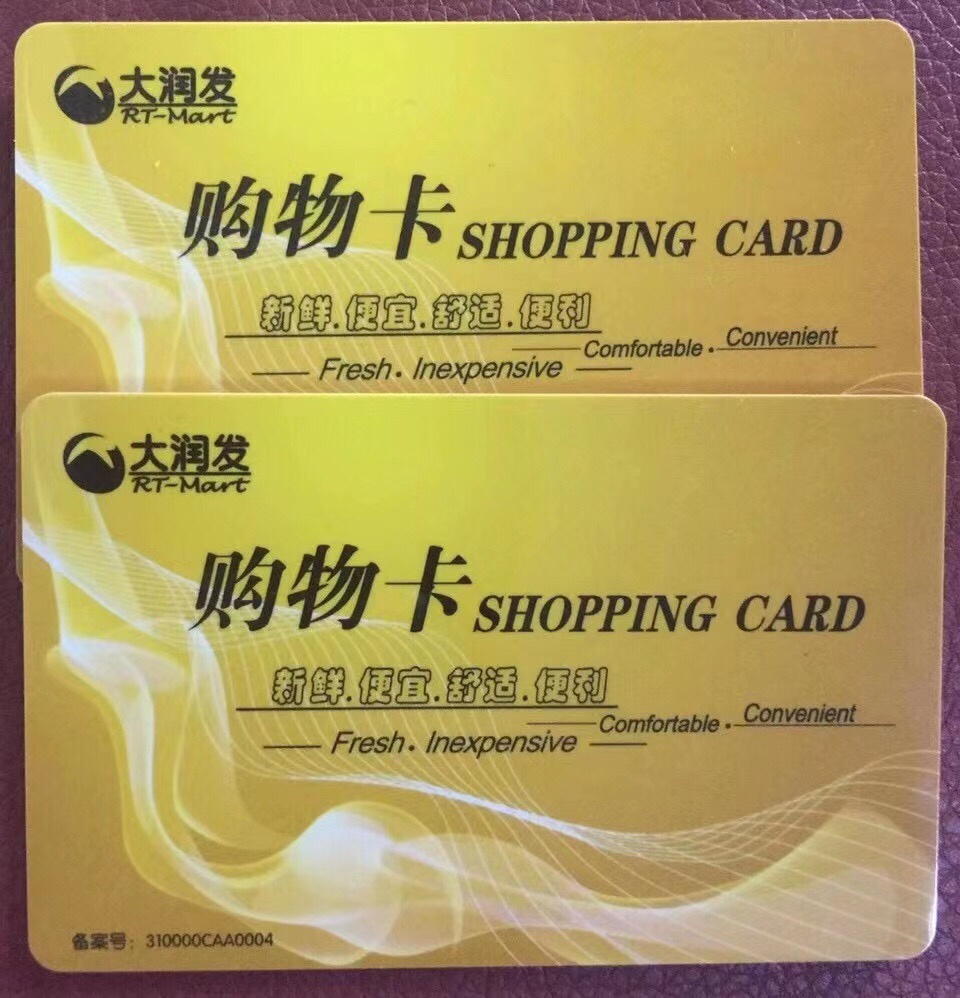 大润发
RT-Mart
购物卡 SHOPPING CARD
新鲜.便宜.舒适.便利
Fresh. Inexpensive Comfortable. Convenient
大润发
RT-Mart
购物卡 SHOPPING CARD
新鲜.便宜.舒适.便利
Fresh. Inexpensive Comfortable. Convenient
备案号: 310000CAA0004